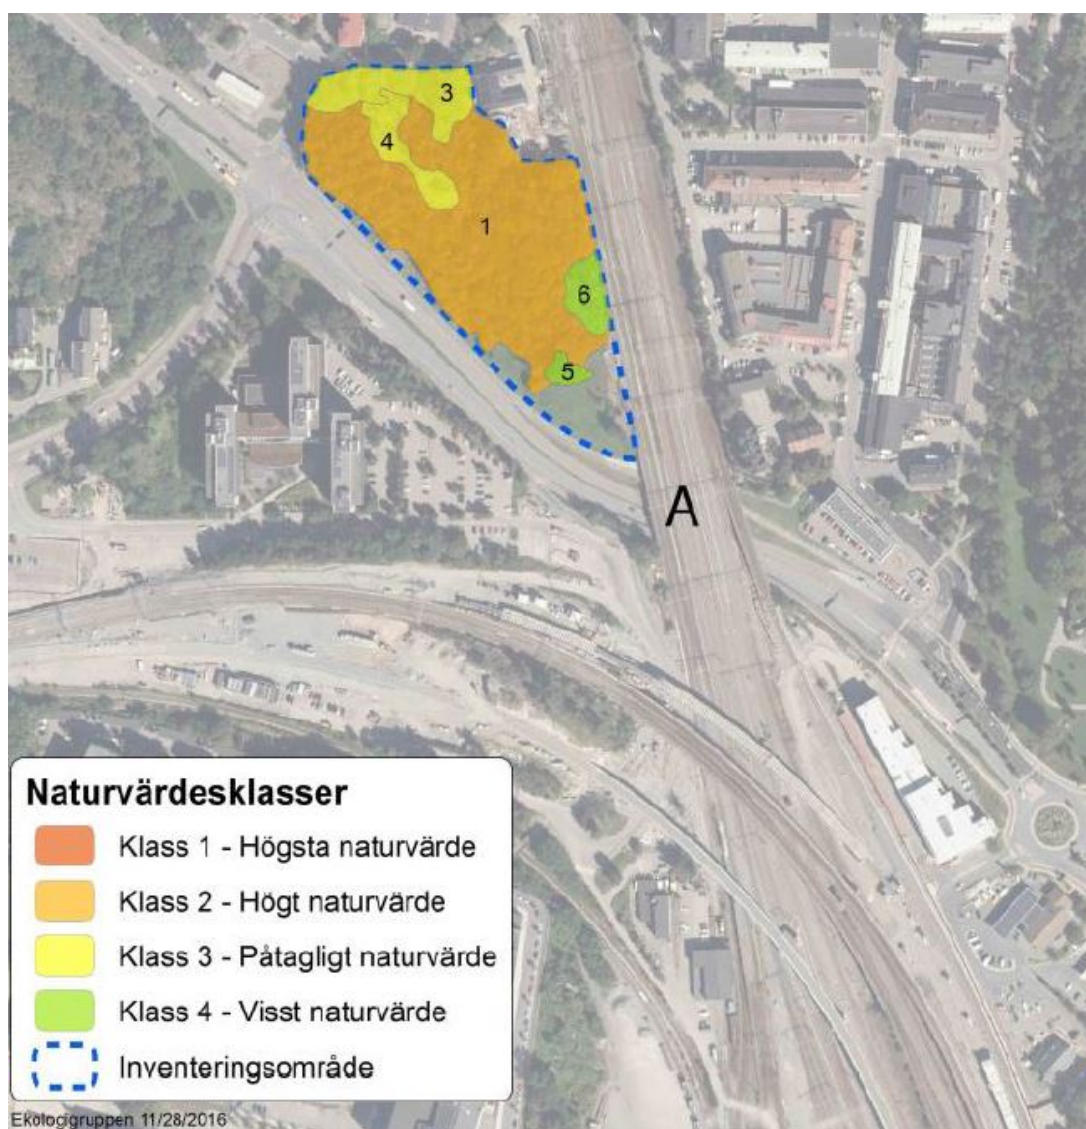 3
4
1
6
5
A
Naturvärdesklasser
Klass 1 - Högsta naturvärde
Klass 2 - Högt naturvärde
Klass 3 - Påtagligt naturvärde
Klass 4 - Visst naturvärde
Inventeringsområde
Ekologigruppen 11/28/2016